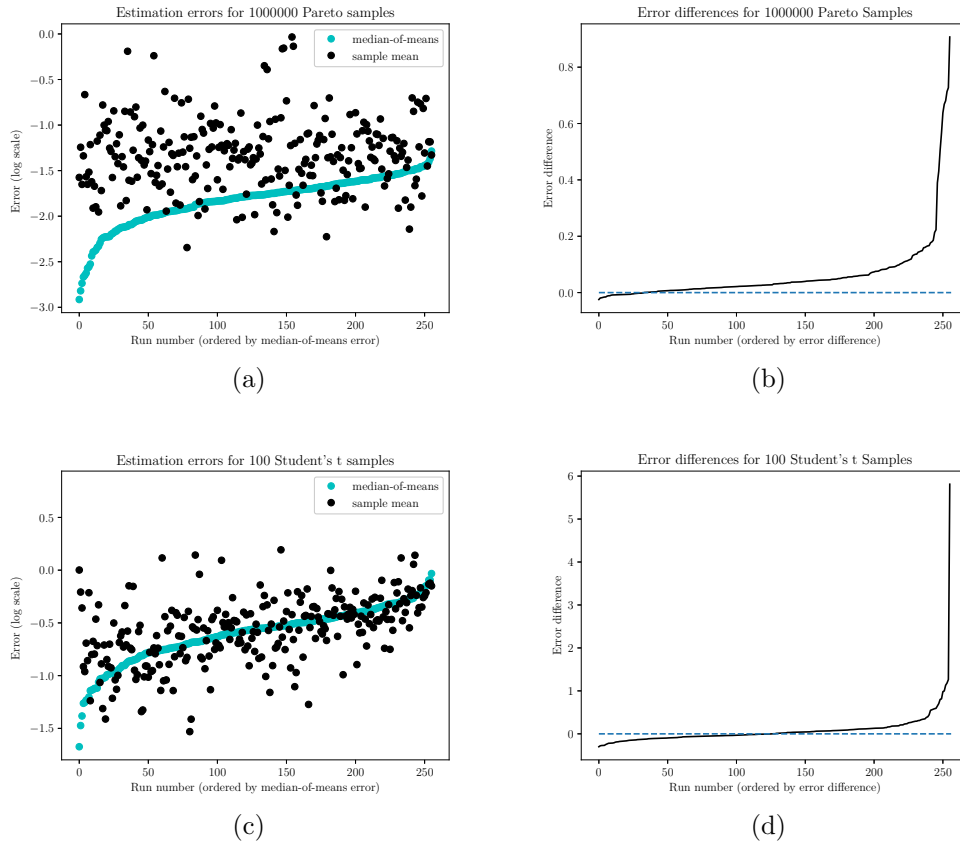 Estimation errors for 1000000 Pareto samples
0.0
−0.5
−1.0
−1.5
−2.0
−2.5
−3.0
Error (log scale)
median-of-means
sample mean
0 50 100 150 200 250
Run number (ordered by median-of-means error)
(a)
Error differences for 1000000 Pareto Samples
0.8
0.6
0.4
0.2
0.0
Error difference
0 50 100 150 200 250
Run number (ordered by error difference)
(b)
Estimation errors for 100 Student's t samples
0.5
0.0
−0.5
−1.0
−1.5
Error (log scale)
median-of-means
sample mean
0 50 100 150 200 250
Run number (ordered by median-of-means error)
(c)
Error differences for 100 Student's t Samples
6
5
4
3
2
1
0
Error difference
0 50 100 150 200 250
Run number (ordered by error difference)
(d)